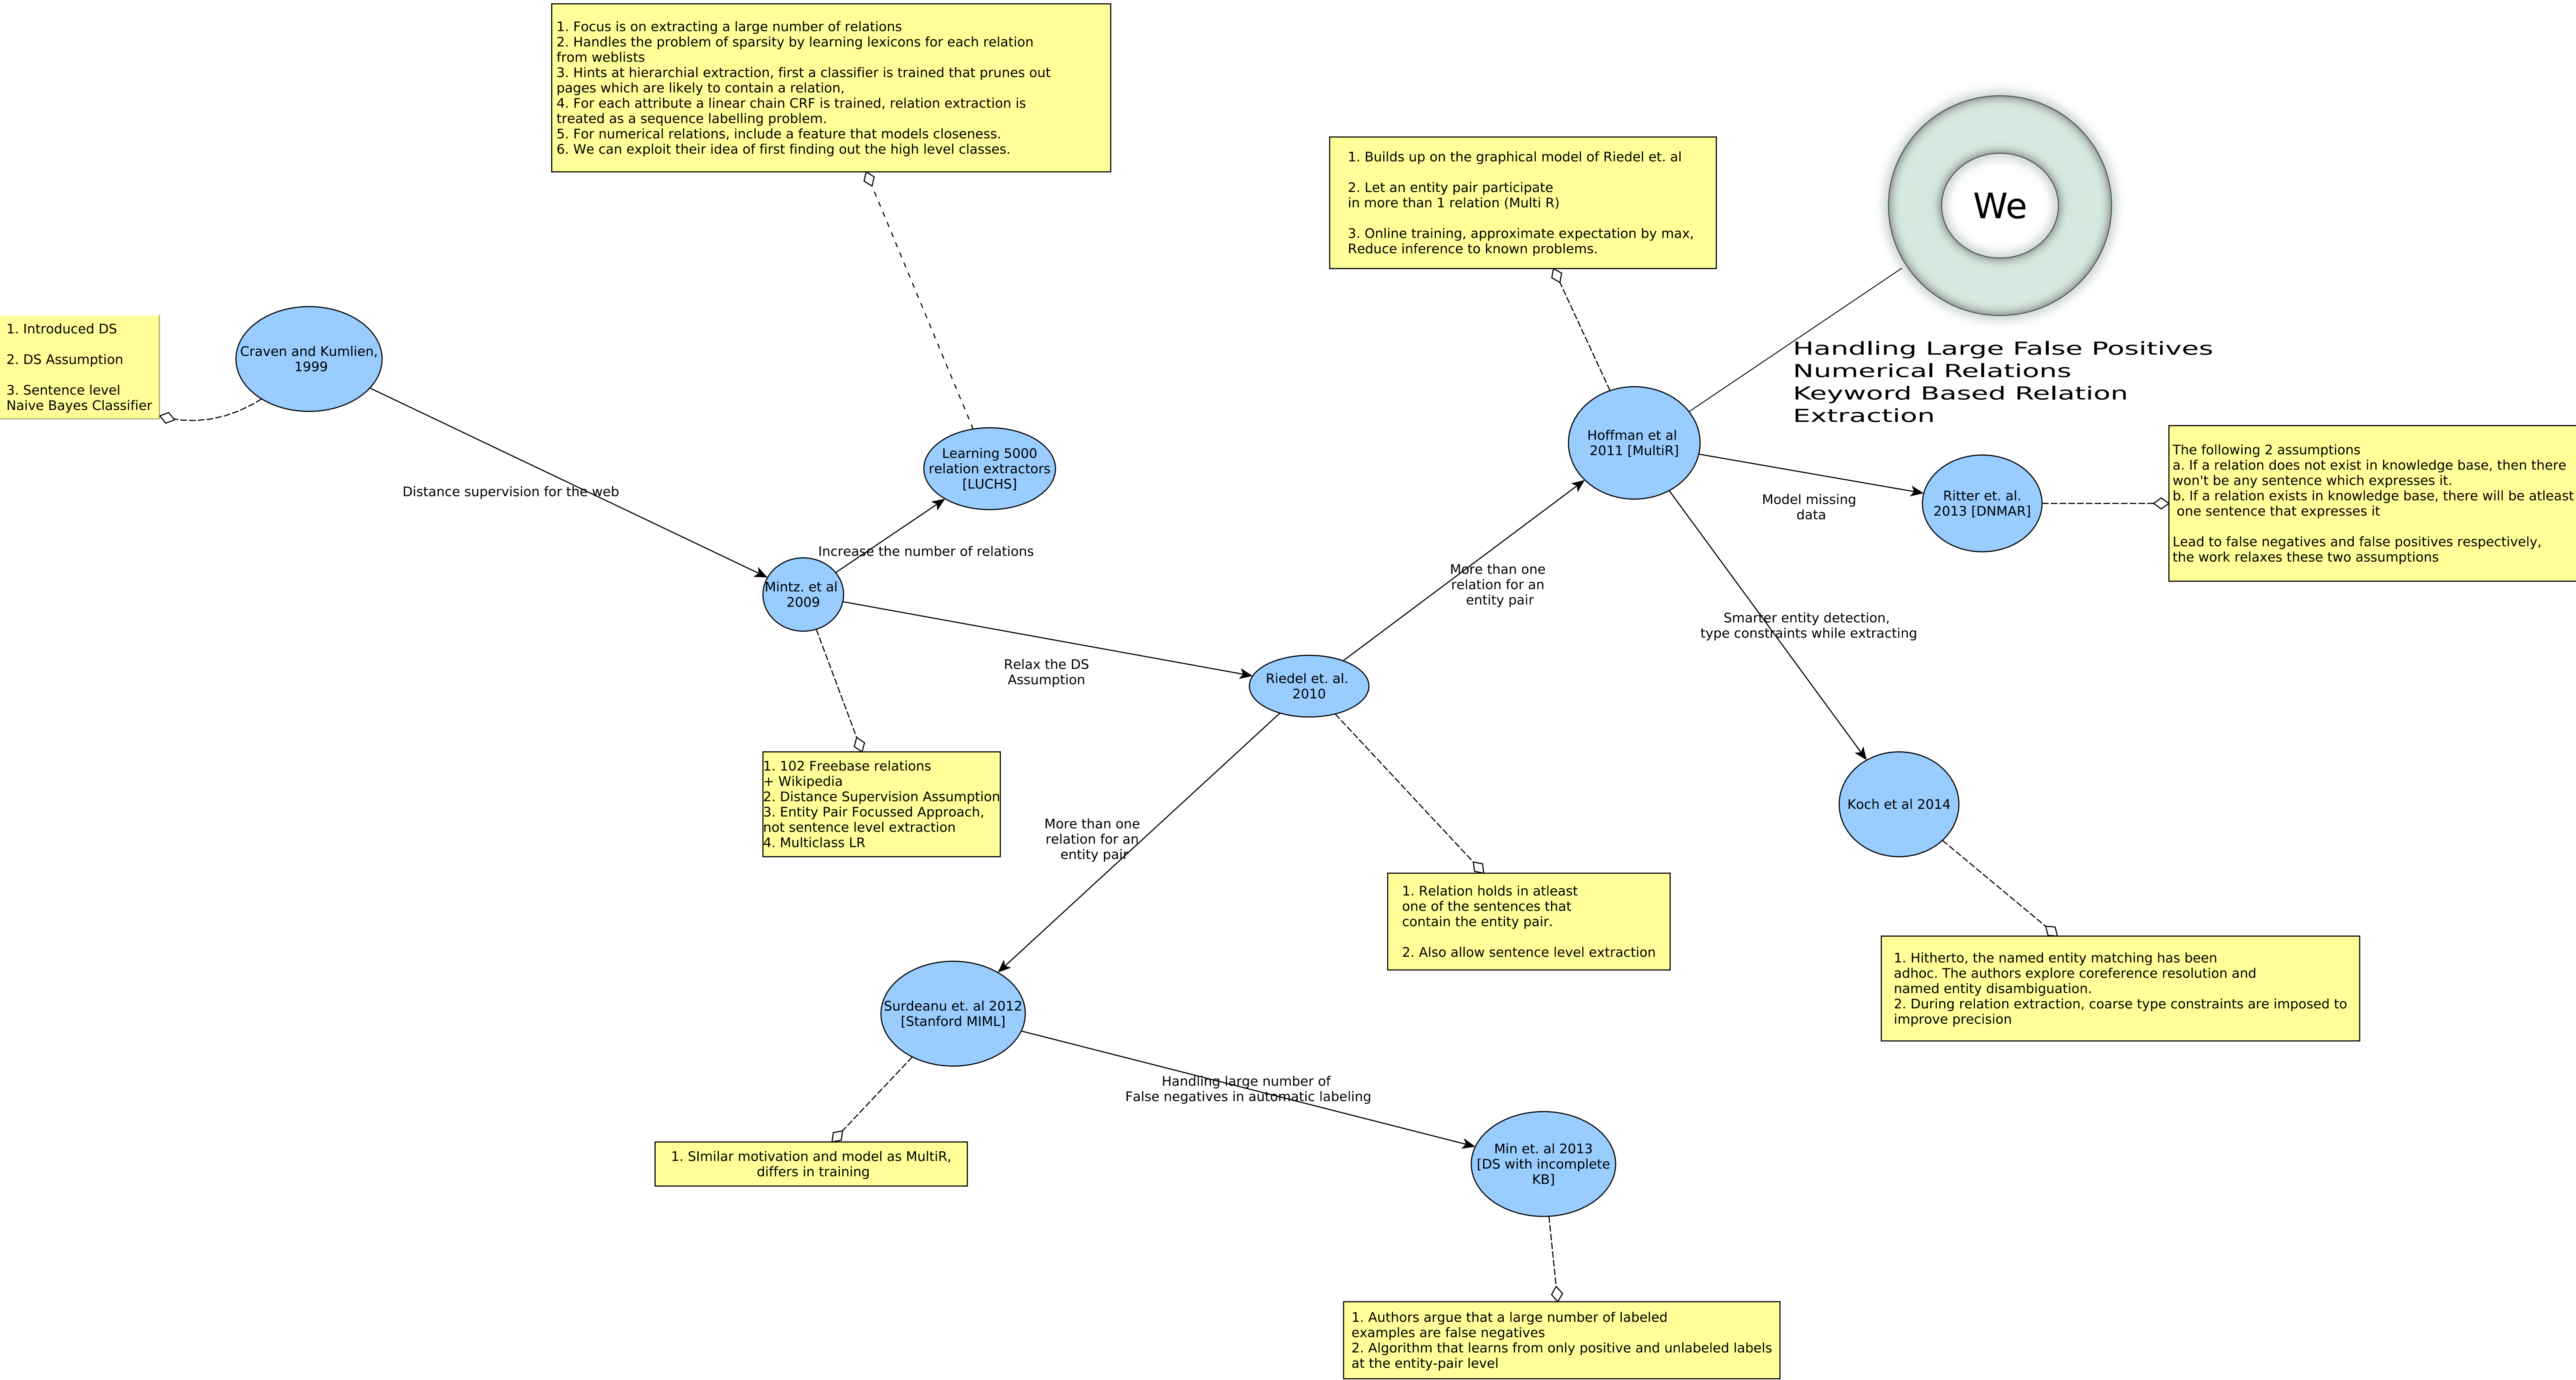 1. Focus is on extracting a large number of relations
2. Handles the problem of sparsity by learning lexicons for each relation
from weblists
3. Hints at hierarchial extraction, first a classifier is trained that prunes out
pages which are likely to contain a relation,
4. For each attribute a linear chain CRF is trained, relation extraction is
treated as a sequence labelling problem.
5. For numerical relations, include a feature that models closeness.
6. We can exploit their idea of first finding out the high level classes.
1. Builds up on the graphical model of Riedel et. al
2. Let an entity pair participate
in more than 1 relation (Multi R)
3. Online training, approximate expectation by max,
Reduce inference to known problems.
We
Handling Large False Positives
Numerical Relations
Keyword Based Relation
Extraction
1. Introduced DS
2. DS Assumption
3. Sentence level
Naive Bayes Classifier
Craven and Kumlien,
1999
Distance supervision for the web
Learning 5000
relation extractors
[LUCHS]
Increase the number of relations
Mintz. et al
2009
Hoffman et al
2011 [MultiR]
Model missing
data
Ritter et. al.
2013 [DNMAR]
The following 2 assumptions
a. If a relation does not exist in knowledge base, then there
won't be any sentence which expresses it.
b. If a relation exists in knowledge base, there will be atleast
one sentence that expresses it
Lead to false negatives and false positives respectively,
the work relaxes these two assumptions
More than one
relation for an
entity pair
Smarter entity detection,
type constraints while extracting
Relax the DS
Assumption
Riedel et. al.
2010
1. 102 Freebase relations
+ Wikipedia
2. Distance Supervision Assumption
3. Entity Pair Focussed Approach,
not sentence level extraction
4. Multiclass LR
Koch et al 2014
More than one
relation for an
entity pair
1. Relation holds in atleast
one of the sentences that
contain the entity pair.
2. Also allow sentence level extraction
1. Hitherto, the named entity matching has been
adhoc. The authors explore coreference resolution and
named entity disambiguation.
2. During relation extraction, coarse type constraints are imposed to
improve precision
Surdeanu et. al 2012
[Stanford MIML]
Handling large number of
False negatives in automatic labeling
1. SImilar motivation and model as MultiR,
differs in training
Min et. al 2013
[DS with incomplete
KB]
1. Authors argue that a large number of labeled
examples are false negatives
2. Algorithm that learns from only positive and unlabeled labels
at the entity-pair level